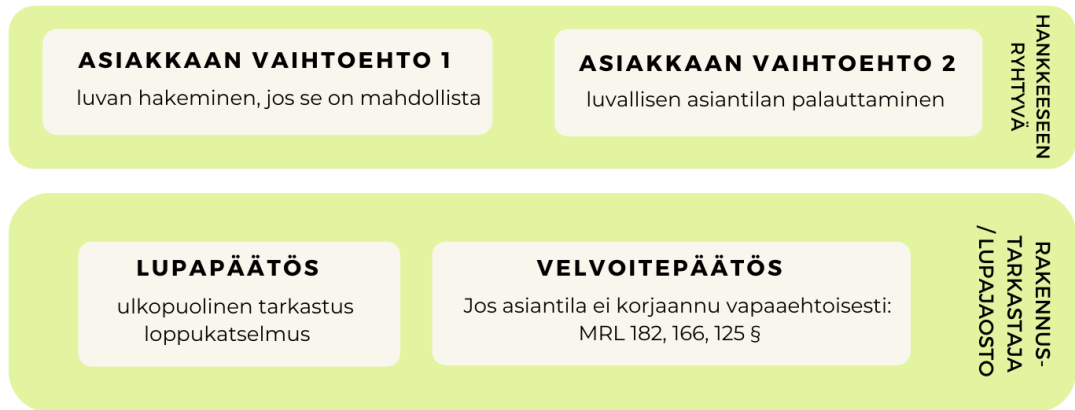 ASIAKKAAN VAIHTOEHTO 1
luvan hakeminen, jos se on mahdollista
ASIAKKAAN VAIHTOEHTO 2
luvallisen asiantilan palauttaminen
HANKKEESEEN
RYHTYVÄ
LUPAPÄÄTÖS
ulkopuolinen tarkastus
loppukatselmus
VELVOITEPÄÄTÖS
Jos asiantila ei korjaannu vapaaehtoisesti:
MRL 182, 166, 125 §
RAKENNUS-
TARKASTAJA
/ LUPAJAOSTO